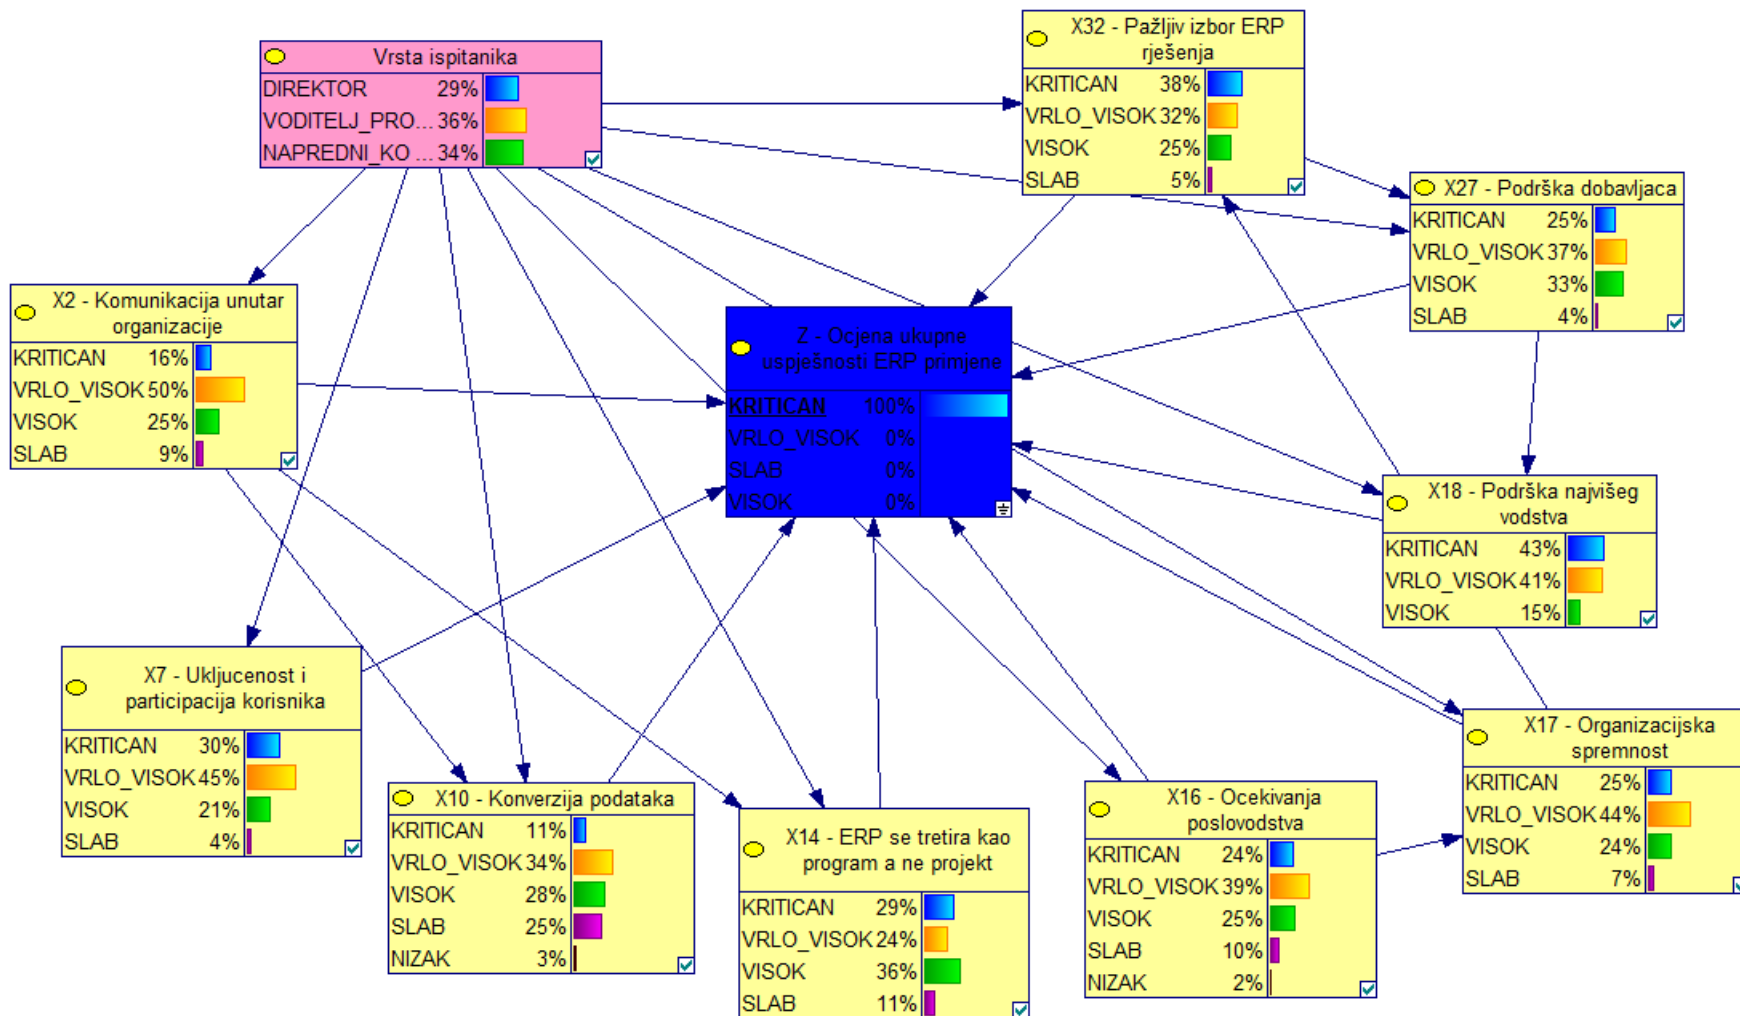 Vrsta ispitanika
DIREKTOR 29%
VODITELJ_PRO... 36%
NAPREDNI_KO ... 34%
X32 - Pažljiv izbor ERP
rješenja
KRITICAN 38%
VRLO_VISOK 32%
VISOK 25%
SLAB 5%
X27 - Podrška dobavljaca
KRITICAN 25%
VRLO_VISOK 37%
VISOK 33%
SLAB 4%
X2 - Komunikacija unutar
organizacije
KRITICAN 16%
VRLO_VISOK 50%
VISOK 25%
SLAB 9%
Z - Ocjena ukupne
uspješnosti ERP primjene
KRITICAN 100%
VRLO_VISOK 0%
SLAB 0%
VISOK 0%
X18 - Podrška najvišeg
vodstva
KRITICAN 43%
VRLO_VISOK 41%
VISOK 15%
X7 - Ukljucenost i
participacija korisnika
KRITICAN 30%
VRLO_VISOK 45%
VISOK 21%
SLAB 4%
X10 - Konverzija podataka
KRITICAN 11%
VRLO_VISOK 34%
VISOK 28%
SLAB 25%
NIZAK 3%
X14 - ERP se tretira kao
program a ne projekt
KRITICAN 29%
VRLO_VISOK 24%
VISOK 36%
SLAB 11%
X16 - Ocekivanja
poslovodstva
KRITICAN 24%
VRLO_VISOK 39%
VISOK 25%
SLAB 10%
NIZAK 2%
X17 - Organizacijska
spremnost
KRITICAN 25%
VRLO_VISOK 44%
VISOK 24%
SLAB 7%